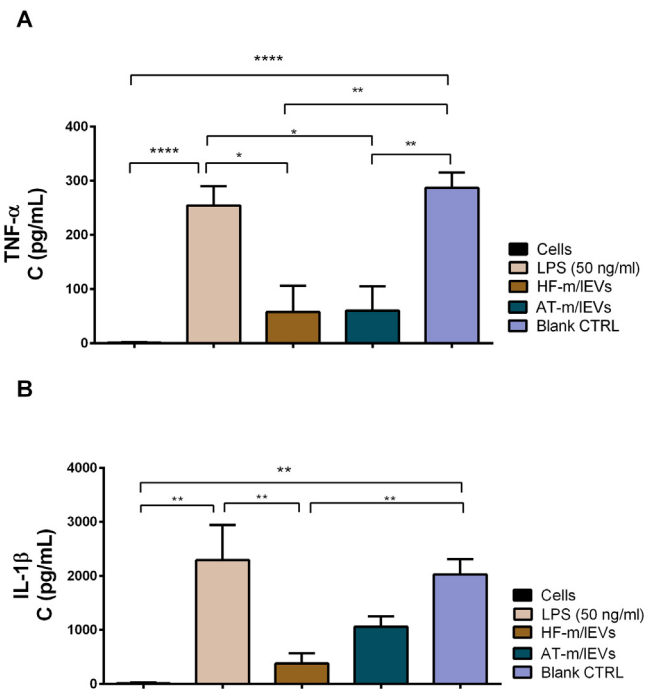 A
****
**
*
****
*
**
400
300
200
100
0
TNF-α
C (pg/mL)
Cells
LPS (50 ng/ml)
HF-m/lEVs
AT-m/lEVs
Blank CTRL
B
**
**
**
**
4000
3000
2000
1000
0
IL-1β
C (pg/mL)
Cells
LPS (50 ng/ml)
HF-m/lEVs
AT-m/lEVs
Blank CTRL